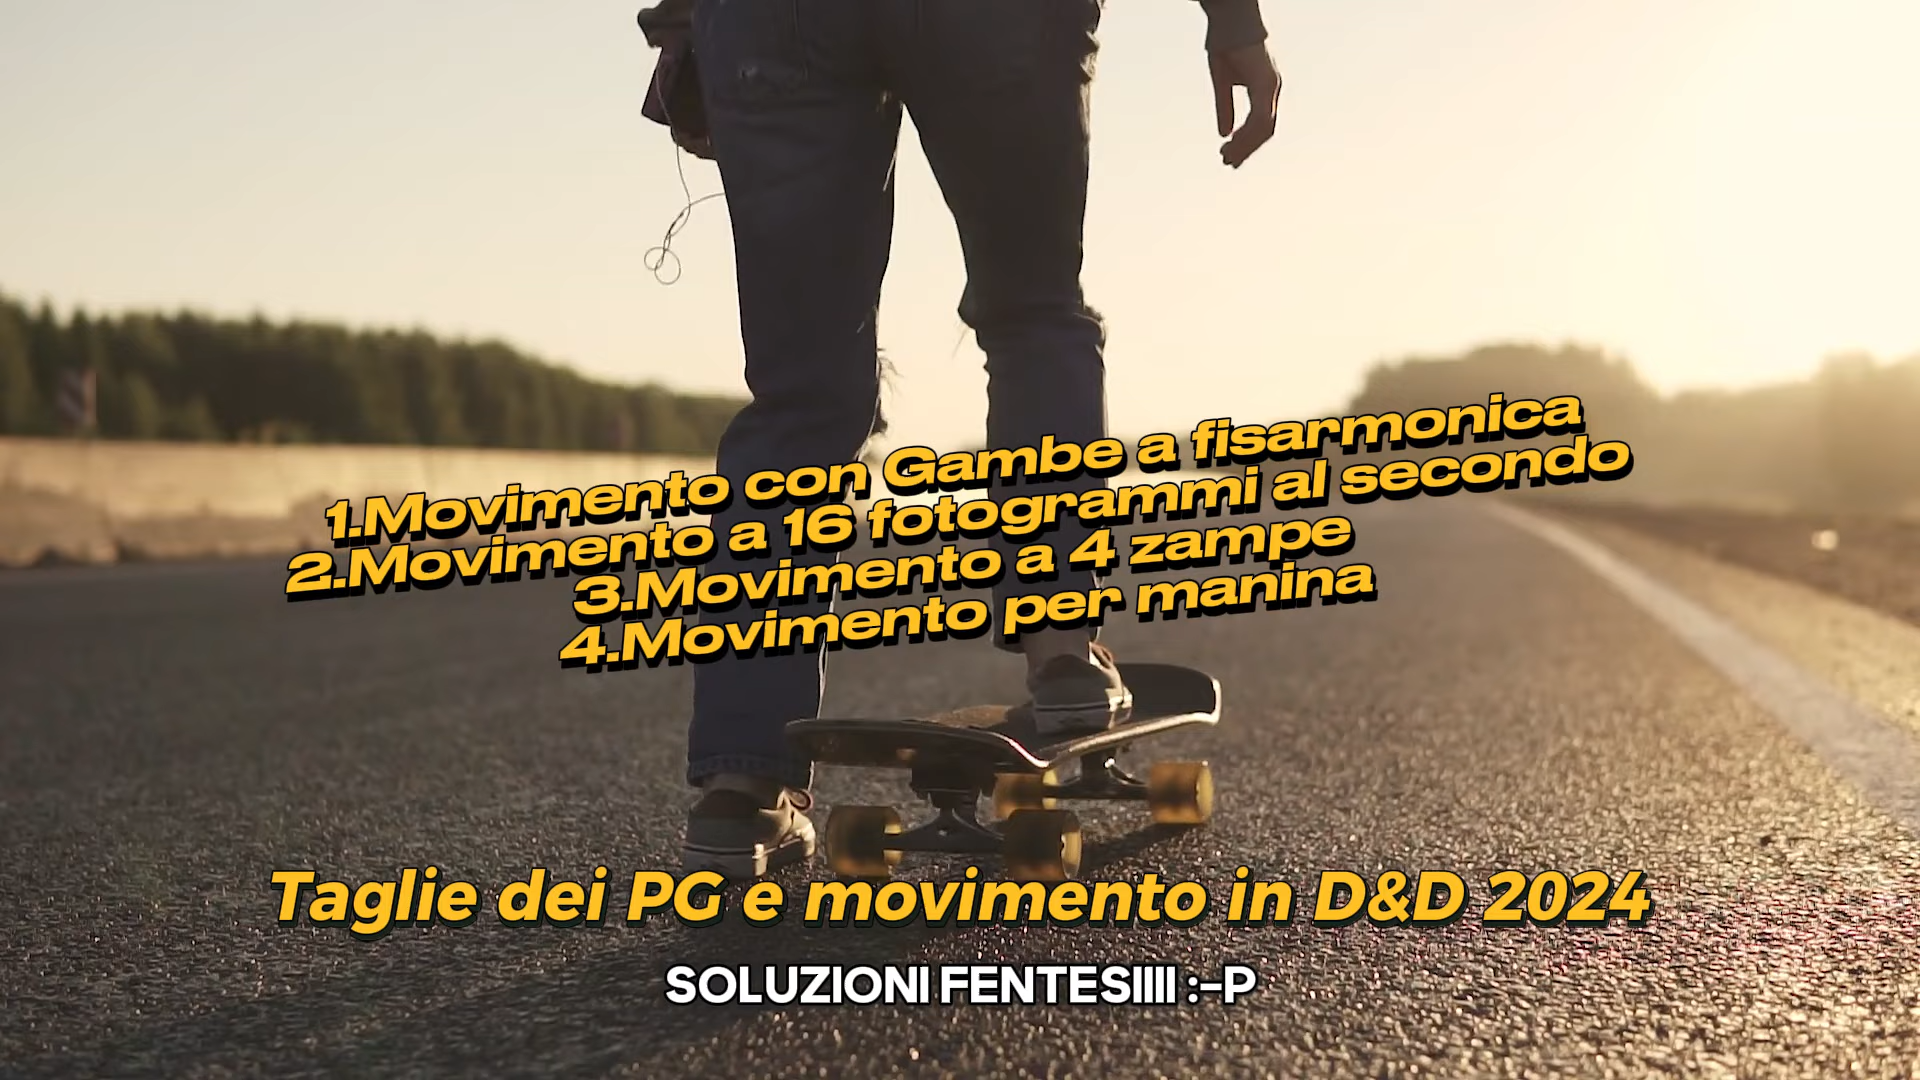 1.Movimento con Gambe a fisarmonica
2.Movimento a 16 fotogrammi al secondo
3.Movimento a 4 zampe
4.Movimento per manina
Taglie dei PG e movimento in D&D 2024
SOLUZIONI FENTESIIII :-P